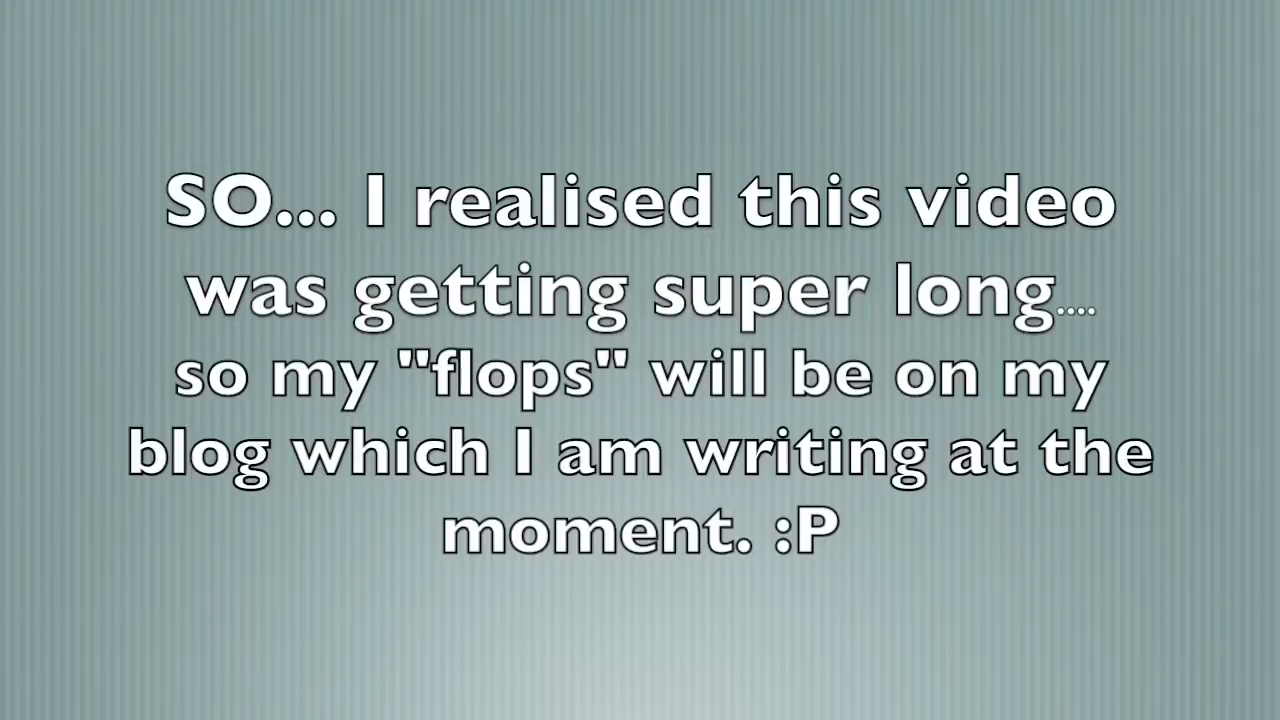 SO... I realised this video
was getting super long....
so my "flops" will be on my
blog which I am writing at the
moment. :P